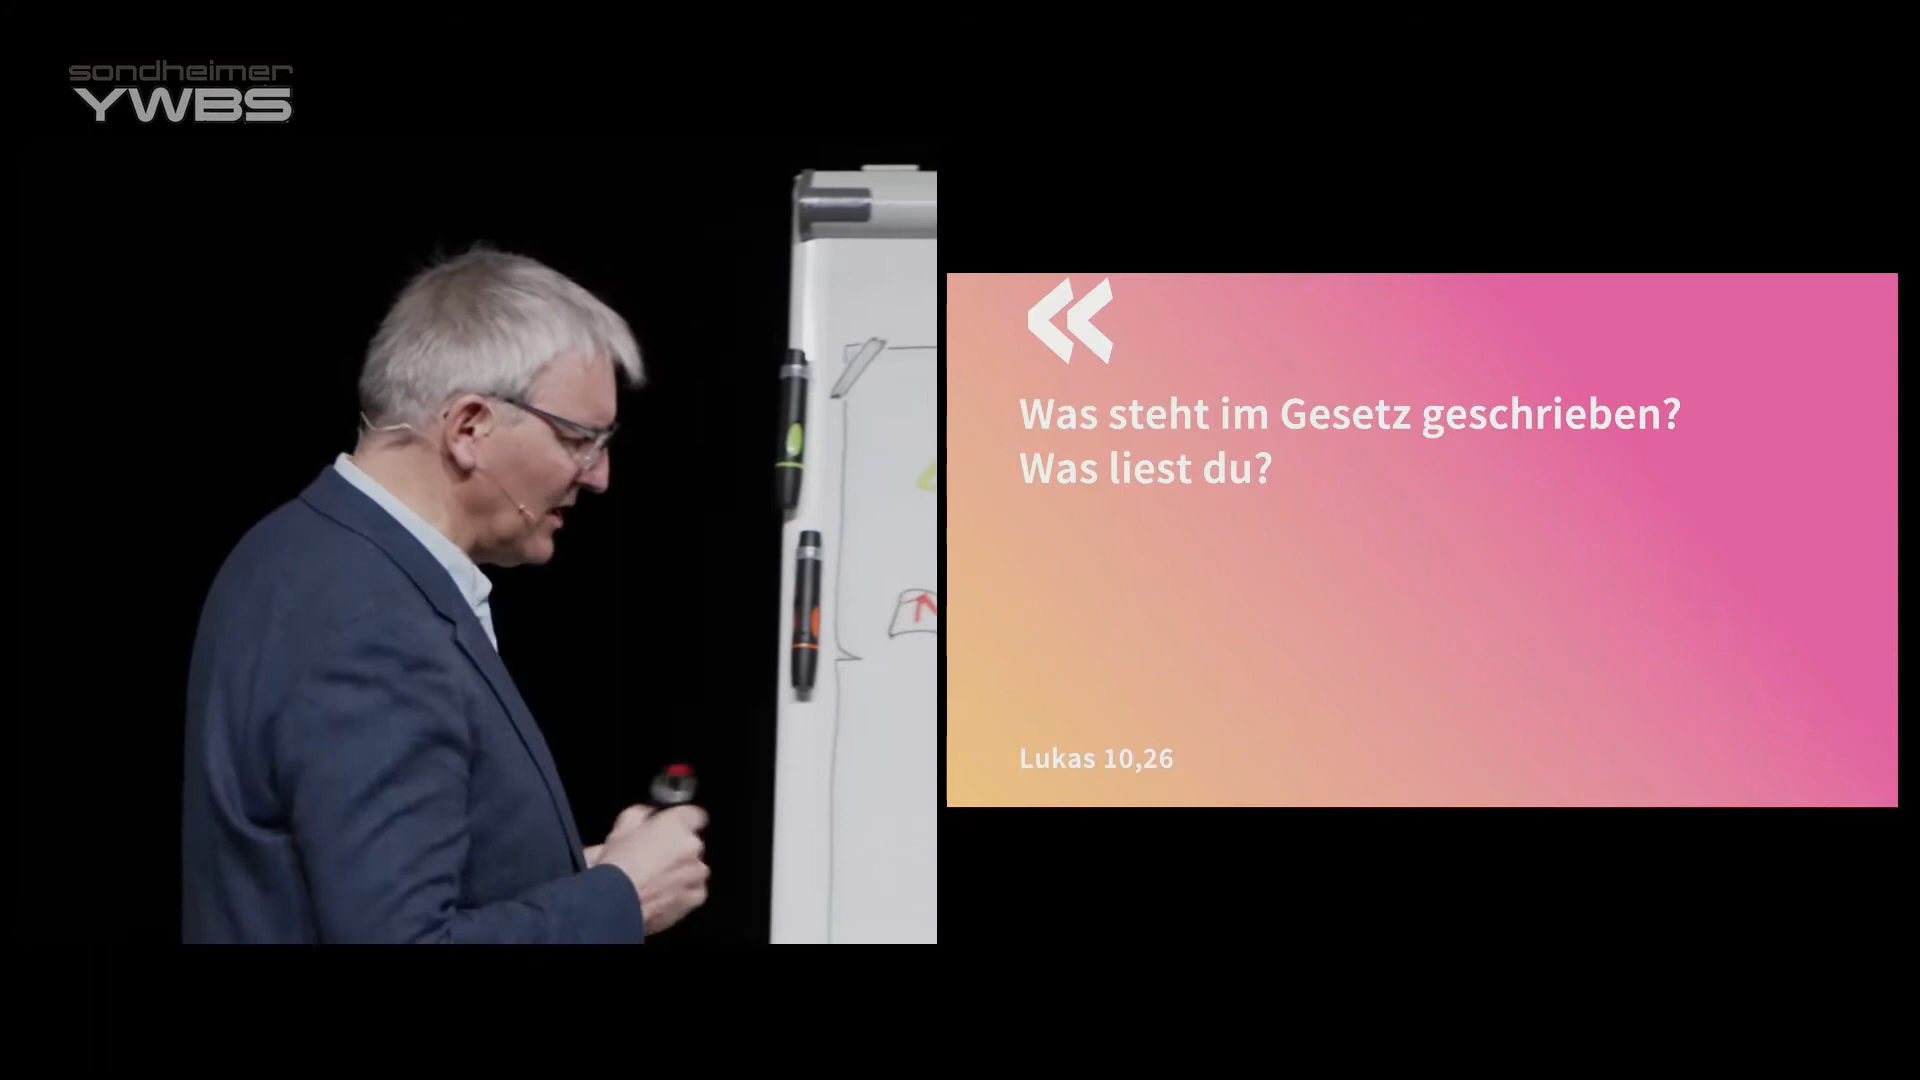 sondheimer
YWBS
«
Was steht im Gesetz geschrieben?
Was liest du?
Lukas 10,26